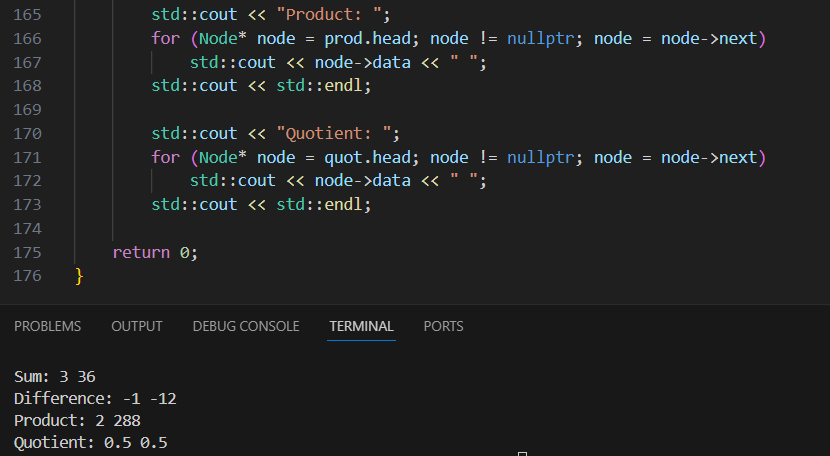 165 std::cout << "Product: ";
166 for (Node* node = prod.head; node != nullptr; node = node->next)
167 std::cout << node->data << " ";
168 std::cout << std::endl;
169
170 std::cout << "Quotient: ";
171 for (Node* node = quot.head; node != nullptr; node = node->next)
172 std::cout << node->data << " ";
173 std::cout << std::endl;
174
175 return 0;
176 }
PROBLEMS OUTPUT DEBUG CONSOLE TERMINAL PORTS
Sum: 3 36
Difference: -1 -12
Product: 2 288
Quotient: 0.5 0.5